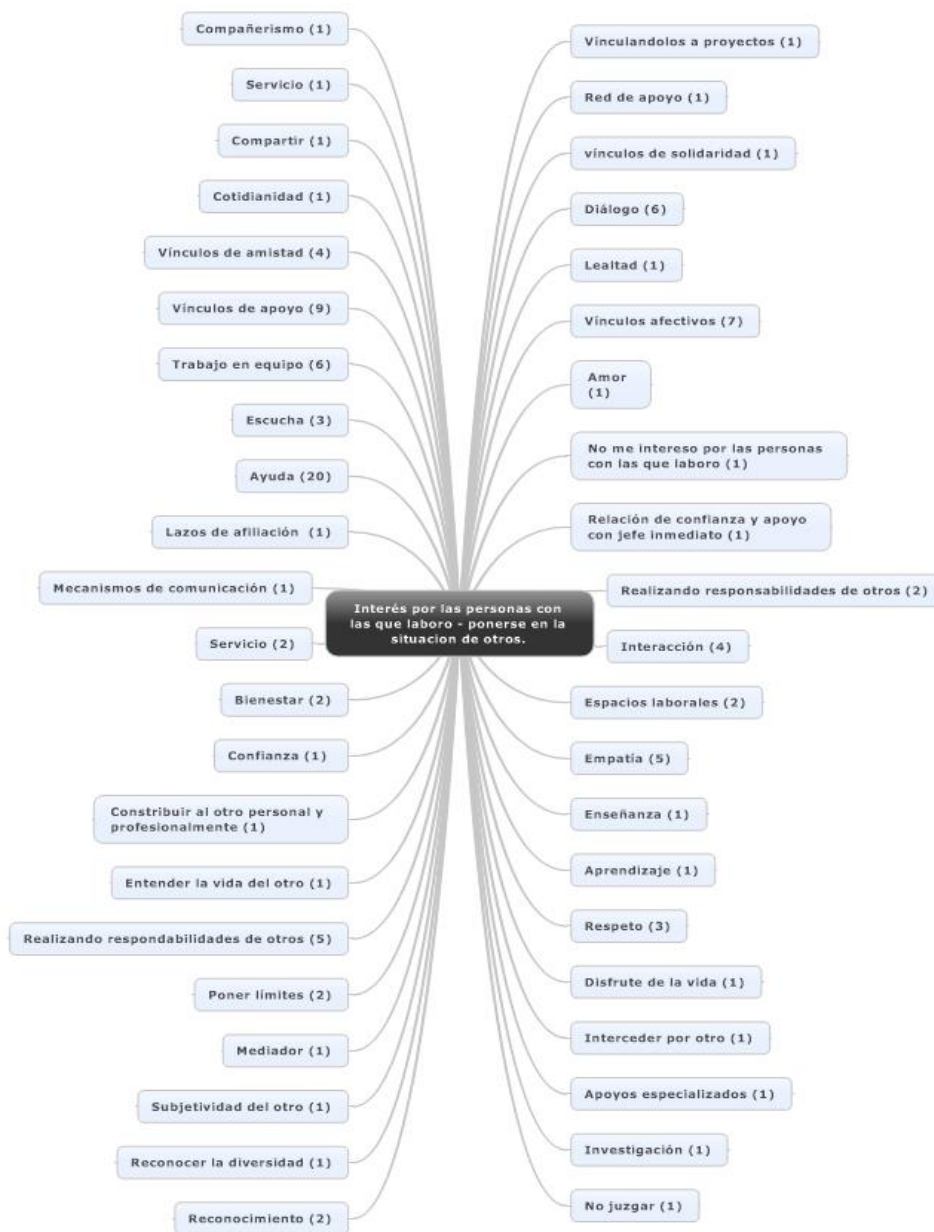 Compañerismo (1)
Servicio (1)
Compartir (1)
Cotidianidad (1)
Vínculos de amistad (4)
Vínculos de apoyo (9)
Trabajo en equipo (6)
Escucha (3)
Ayuda (20)
Lazos de afiliación (1)
Mecanismos de comunicación (1)
Servicio (2)
Bienestar (2)
Confianza (1)
Constribuir al otro personal y
profesionalmente (1)
Entender la vida del otro (1)
Realizando respondabilidades de otros (5)
Poner límites (2)
Mediador (1)
Subjetividad del otro (1)
Reconocer la diversidad (1)
Reconocimiento (2)
Interés por las personas con
las que laboro - ponerse en la
situacion de otros.
Vinculandolos a proyectos (1)
Red de apoyo (1)
vínculos de solidaridad (1)
Diálogo (6)
Lealtad (1)
Vínculos afectivos (7)
Amor
(1)
No me intereso por las personas
con las que laboro (1)
Relación de confianza y apoyo
con jefe inmediato (1)
Realizando responsabilidades de otros (2)
Interacción (4)
Espacios laborales (2)
Empatía (5)
Enseñanza (1)
Aprendizaje (1)
Respeto (3)
Disfrute de la vida (1)
Interceder por otro (1)
Apoyos especializados (1)
Investigación (1)
No juzgar (1)